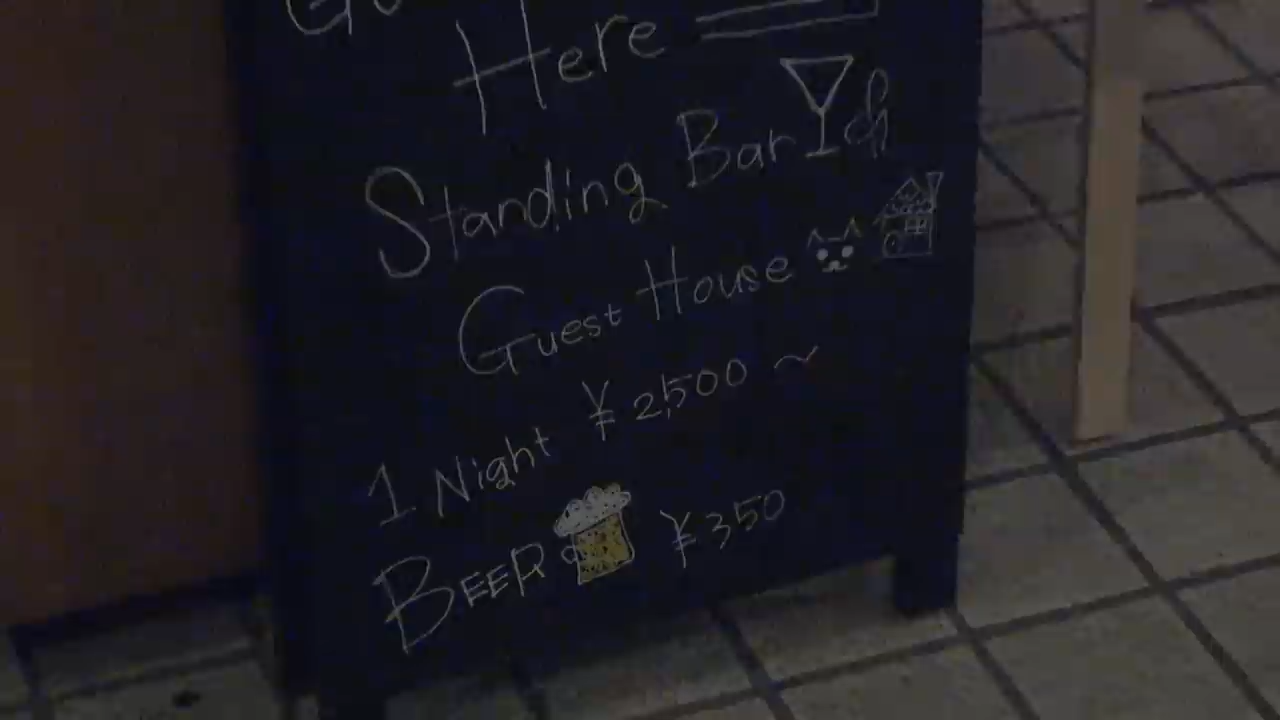 Here
Standing Bar
Guest House
1 Night ¥2,500 ~
BEER ¥350